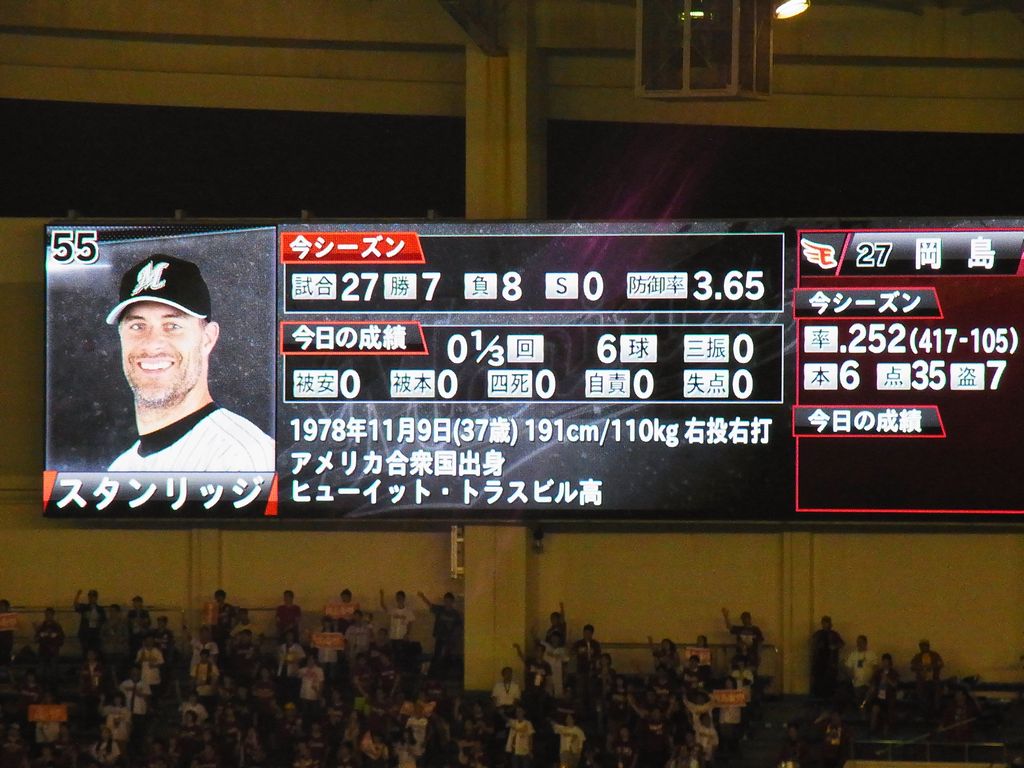 55
M
スタンリッジ
今シーズン
試合27 勝7 負8 S0 防御率3.65
今日の成績 0 1/3回 6球 三振0
被安0 被本0 四死0 自責0 失点0
1978年11月9日(37歳) 191cm/110kg 右投右打
アメリカ合衆国出身
ヒューイット・トラスビル高
27 岡島
今シーズン
率.252(417-105)
本6 点35 盗7
今日の成績